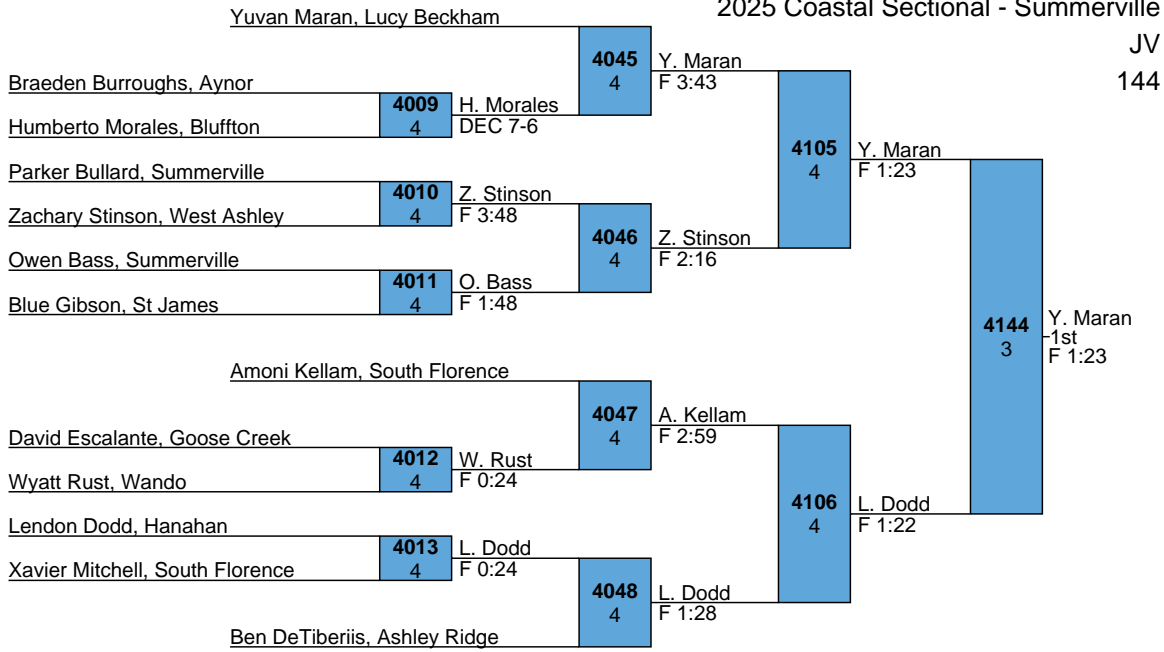 2025 Coastal Sectional - Summerville
JV
144
Yuvan Maran, Lucy Beckham
4045
4
Y. Maran
F 3:43
Braeden Burroughs, Aynor
4009
4
H. Morales
DEC 7-6
Humberto Morales, Bluffton
4105
4
Y. Maran
F 1:23
Parker Bullard, Summerville
4010
4
Z. Stinson
F 3:48
Zachary Stinson, West Ashley
4046
4
Z. Stinson
F 2:16
Owen Bass, Summerville
4011
4
O. Bass
F 1:48
Blue Gibson, St James
4144
3
Y. Maran
1st
F 1:23
Amoni Kellam, South Florence
4047
4
A. Kellam
F 2:59
David Escalante, Goose Creek
4012
4
W. Rust
F 0:24
Wyatt Rust, Wando
4106
4
L. Dodd
F 1:22
Lendon Dodd, Hanahan
4013
4
L. Dodd
F 0:24
Xavier Mitchell, South Florence
4048
4
L. Dodd
F 1:28
Ben DeTiberiis, Ashley Ridge